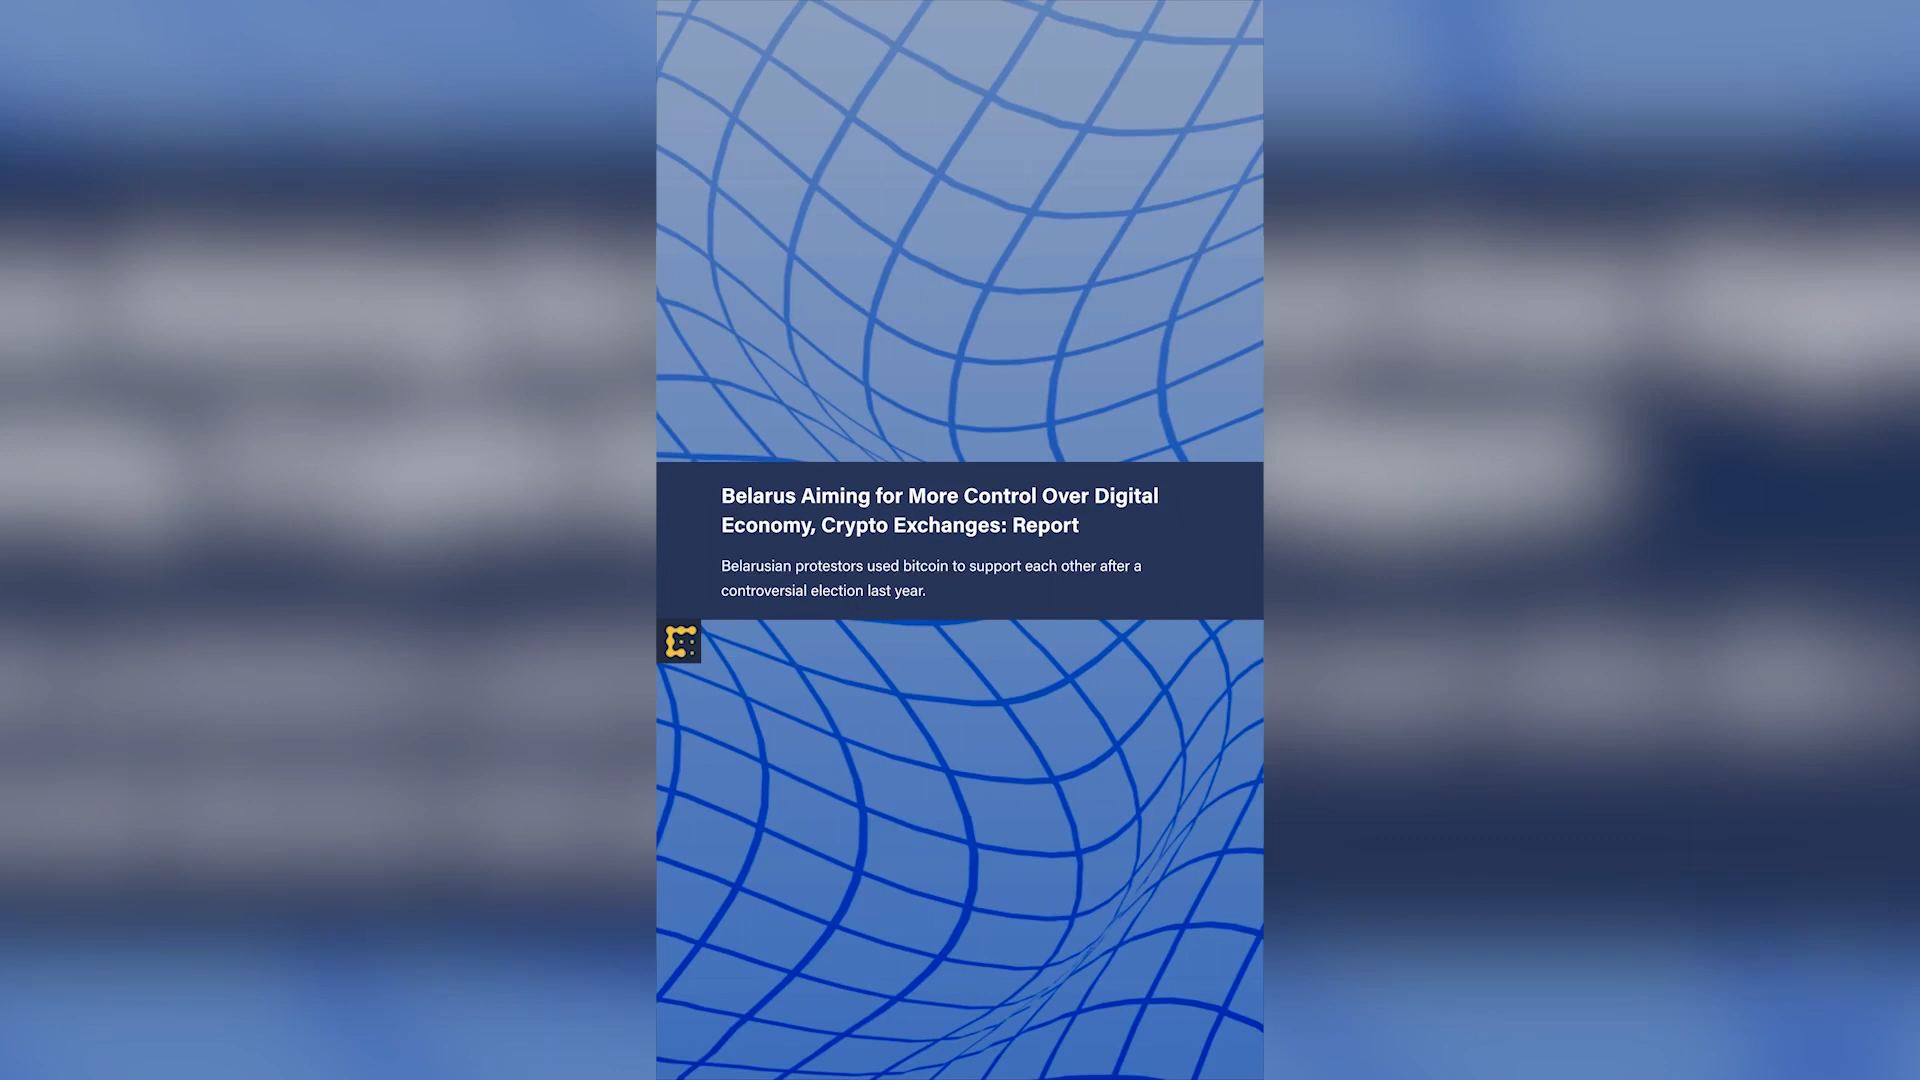 Belarus Aiming for More Control Over Digital
Economy, Crypto Exchanges: Report
Belarusian protestors used bitcoin to support each other after a
controversial election last year.